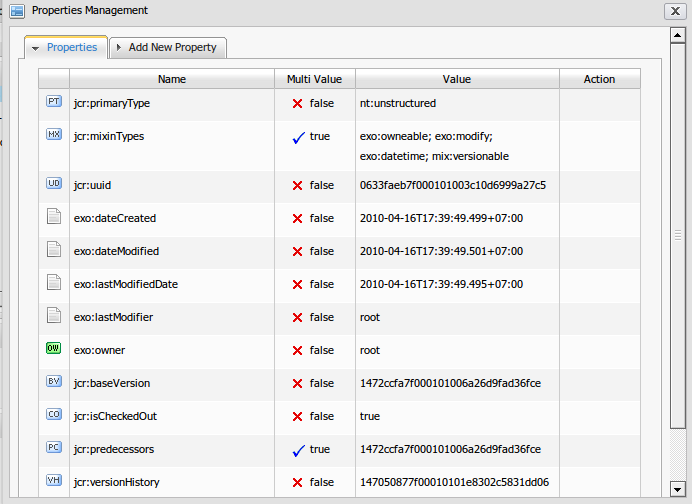 Properties Management
Properties Add New Property
Name Multi Value Value Action
PT jcr:primaryType false nt:unstructured
MX jcr:mixinTypes true exo:owneable; exo:modify;
exo:datetime; mix:versionable
UD jcr:uuid false 0633faeb7f000101003c10d6999a27c5
exo:dateCreated false 2010-04-16T17:39:49.499+07:00
exo:dateModified false 2010-04-16T17:39:49.501+07:00
exo:lastModifiedDate false 2010-04-16T17:39:49.495+07:00
exo:lastModifier false root
OW exo:owner false root
BV jcr:baseVersion false 1472ccfa7f000101006a26d9fad36fce
CO jcr:isCheckedOut false true
PC jcr:predecessors true 1472ccfa7f000101006a26d9fad36fce
VH jcr:versionHistory false 147050877f00010101e8302c5831dd06